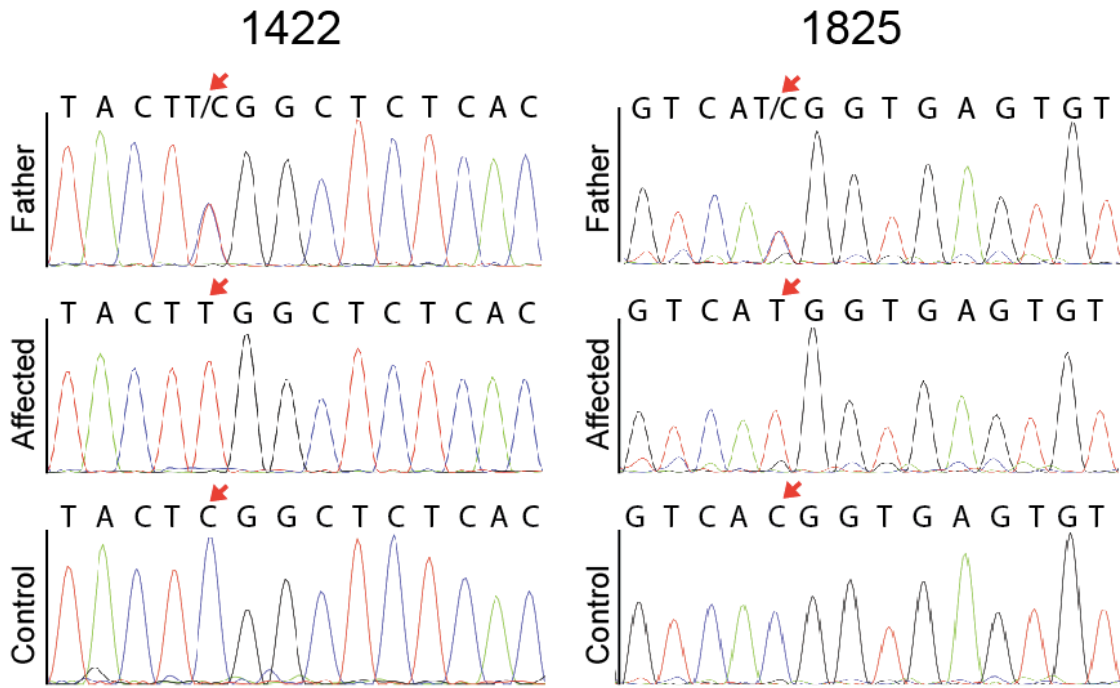 1422
1825
Father
T A C T T/C G G C T C T C A C
G T C A T/C G G T G A G T G T
Affected
T A C T T G G C T C T C A C
G T C A T G G T G A G T G T
Control
T A C T C G G C T C T C A C
G T C A C G G T G A G T G T
Father
Affected
Control